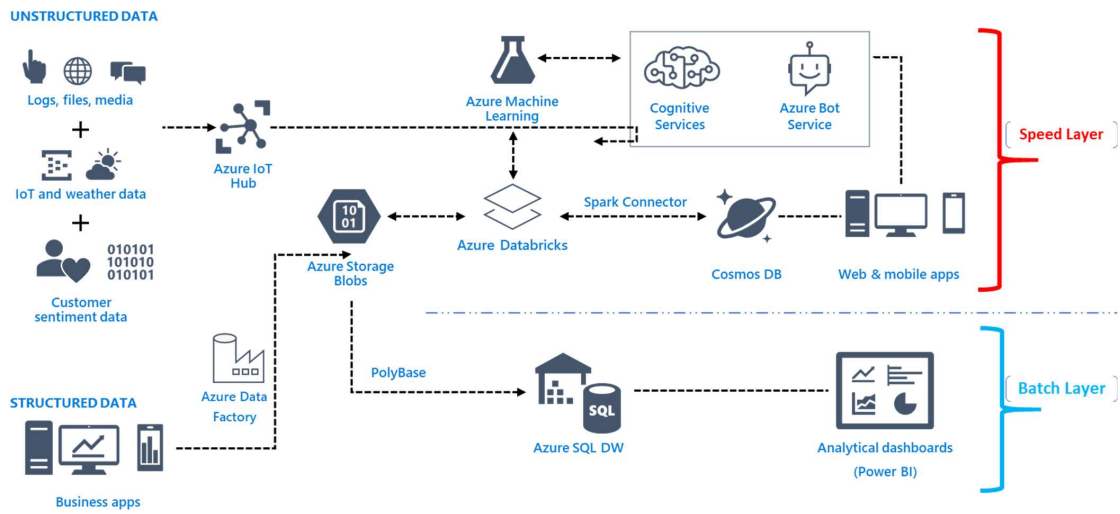 UNSTRUCTURED DATA
Logs, files, media
+
IoT and weather data
+
010101
101010
010101
Customer
sentiment data
Azure IoT
Hub
Azure Machine
Learning
Cognitive
Services
Azure Bot
Service
Speed Layer
10
01
Azure Storage
Blobs
Azure Databricks
Spark Connector
Cosmos DB
Web & mobile apps
Azure Data
Factory
PolyBase
SQL
Azure SQL DW
Analytical dashboards
(Power BI)
Batch Layer
STRUCTURED DATA
Business apps